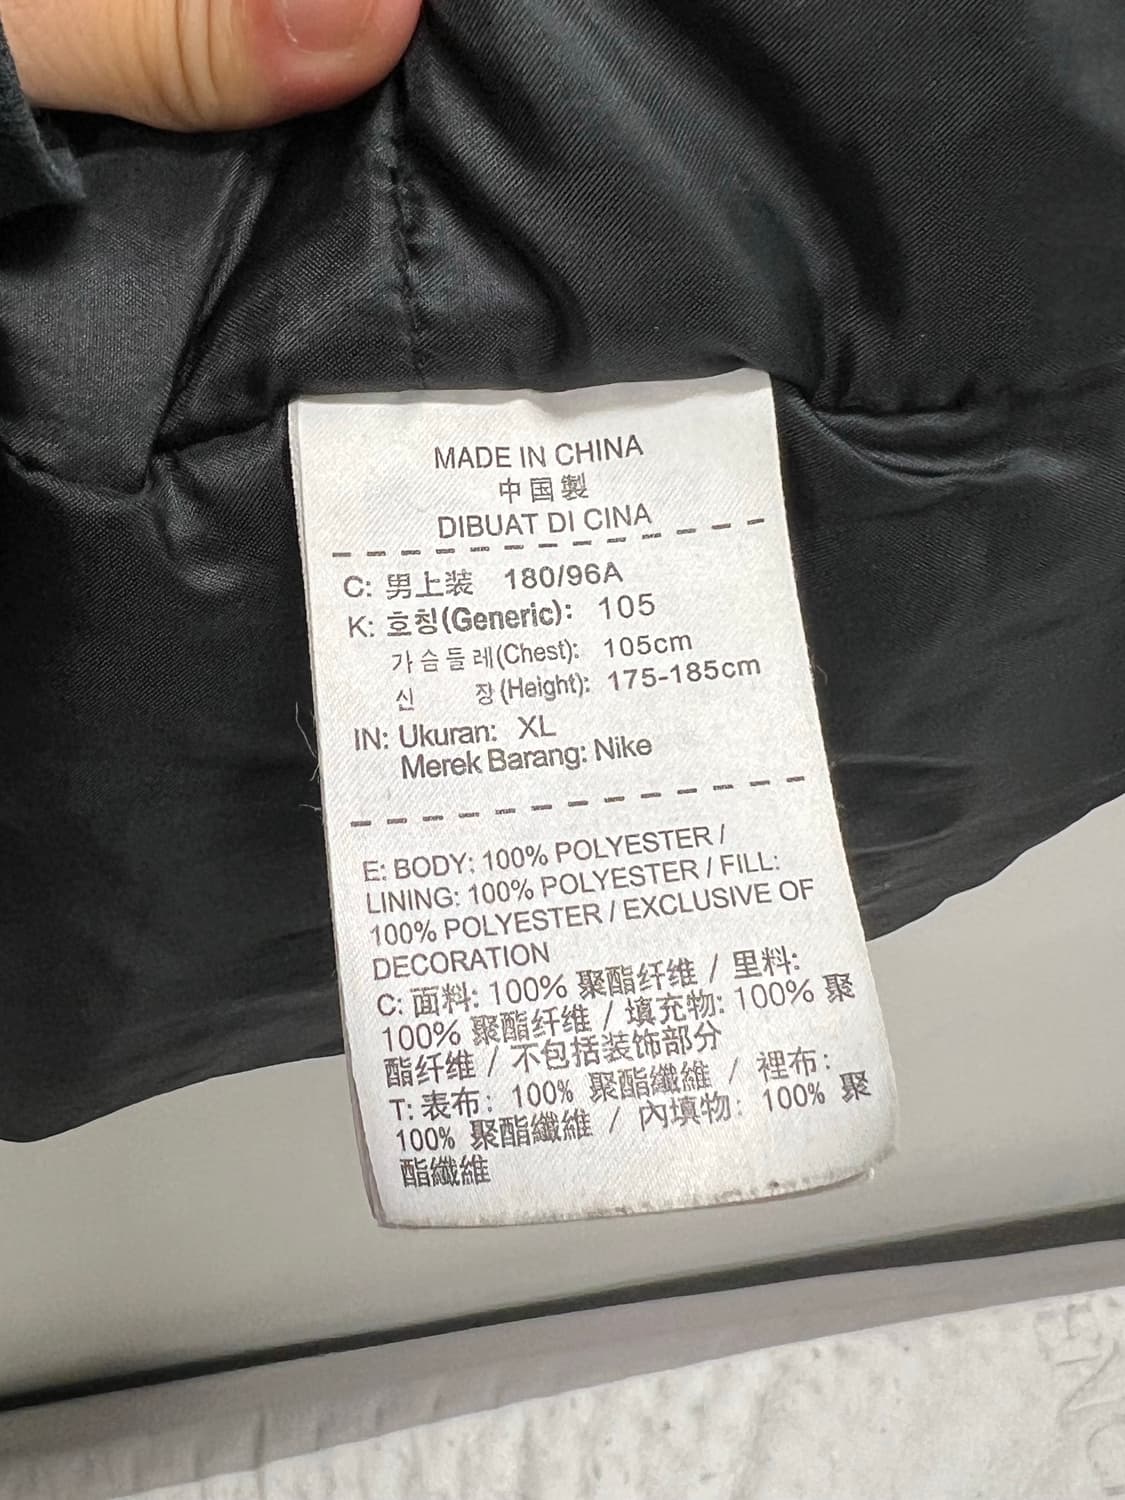 MADE IN CHINA
中国製
DIBUAT DI CINA
C: 男上装 180/96A
K: 호칭(Generic): 105
가슴들레(Chest): 105cm
신 장(Height): 175-185cm
IN: Ukuran: XL
Merek Barang: Nike
E: BODY: 100% POLYESTER /
LINING: 100% POLYESTER / FILL:
100% POLYESTER / EXCLUSIVE OF
DECORATION
C: 面料: 100% 聚酯纤维 / 里料:
100% 聚酯纤维 / 填充物: 100% 聚
酯纤维 / 不包括装饰部分
T: 表布: 100% 聚酯纖維 / 裡布:
100% 聚酯纖維 / 內填物: 100% 聚
酯纖維